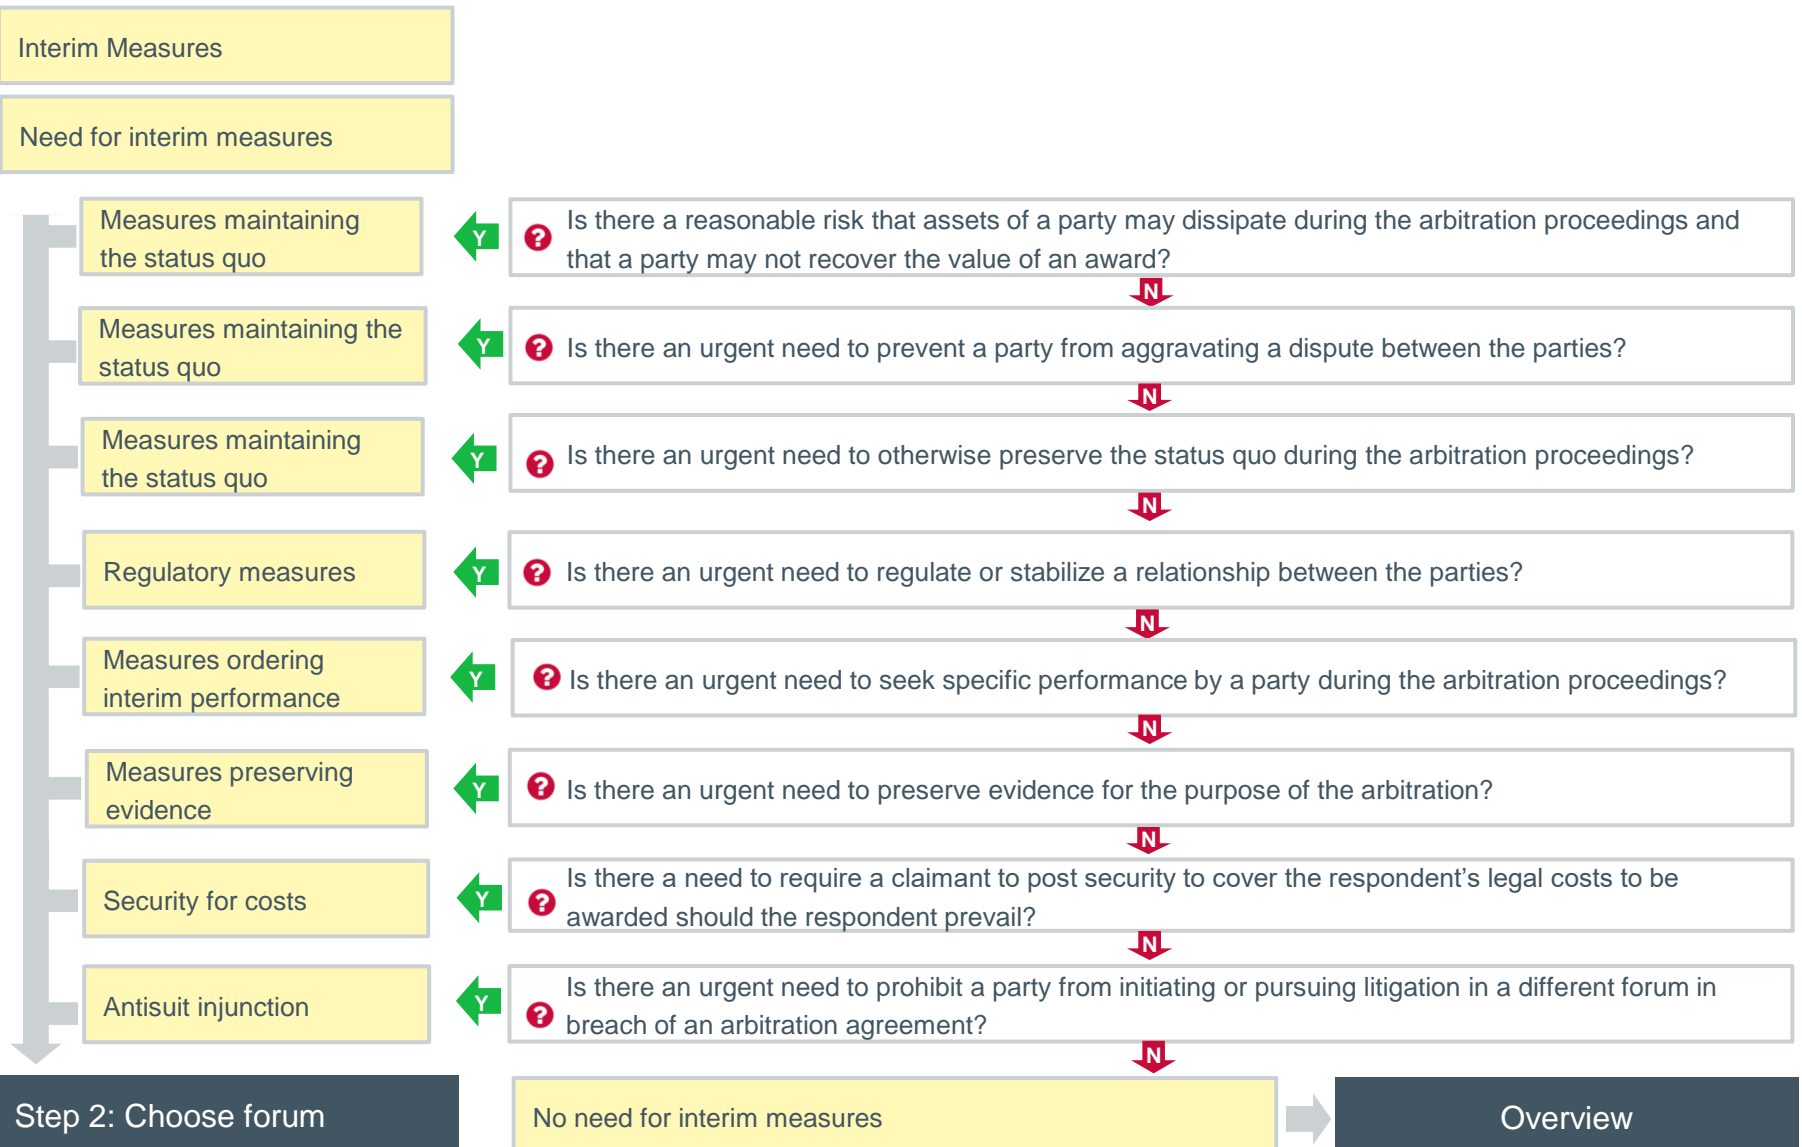 Interim Measures
Need for interim measures
Measures maintaining
the status quo
Y
Is there a reasonable risk that assets of a party may dissipate during the arbitration proceedings and
that a party may not recover the value of an award?
N
Measures maintaining the
status quo
Y
Is there an urgent need to prevent a party from aggravating a dispute between the parties?
N
Measures maintaining
the status quo
Y
Is there an urgent need to otherwise preserve the status quo during the arbitration proceedings?
N
Regulatory measures
Y
Is there an urgent need to regulate or stabilize a relationship between the parties?
N
Measures ordering
interim performance
Y
Is there an urgent need to seek specific performance by a party during the arbitration proceedings?
N
Measures preserving
evidence
Y
Is there an urgent need to preserve evidence for the purpose of the arbitration?
N
Security for costs
Y
Is there a need to require a claimant to post security to cover the respondent’s legal costs to be
awarded should the respondent prevail?
N
Antisuit injunction
Y
Is there an urgent need to prohibit a party from initiating or pursuing litigation in a different forum in
breach of an arbitration agreement?
N
Step 2: Choose forum
No need for interim measures
Overview